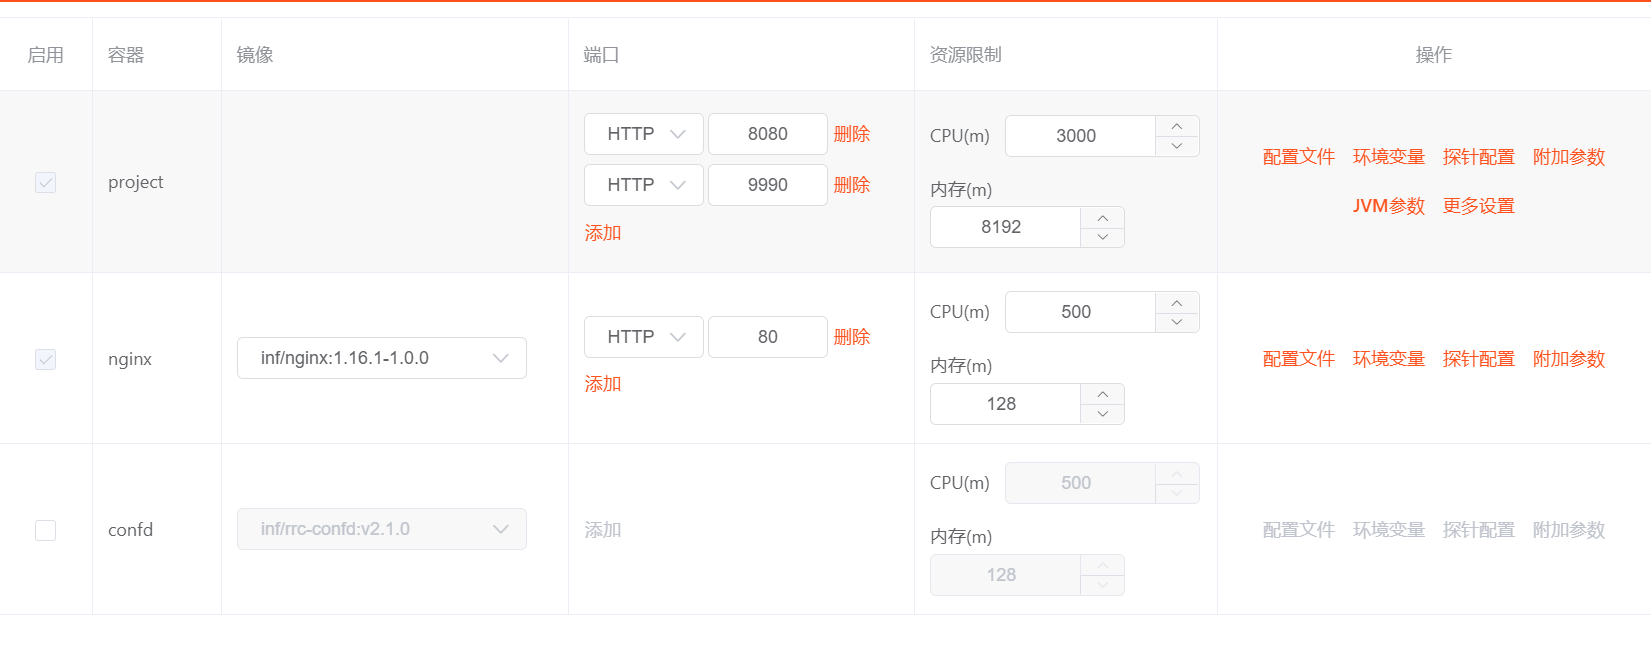 启用 容器 镜像 端口 资源限制 操作
HTTP 8080 删除
CPU(m) 3000
配置文件 环境变量 探针配置 附加参数
project
HTTP 9990 删除
内存(m)
JVM参数 更多设置
添加
8192
CPU(m) 500
HTTP 80 删除
nginx
inf/nginx:1.16.1-1.0.0
配置文件 环境变量 探针配置 附加参数
内存(m)
添加
128
CPU(m) 500
confd
inf/rrc-confd:v2.1.0
添加
配置文件 环境变量 探针配置 附加参数
内存(m)
128